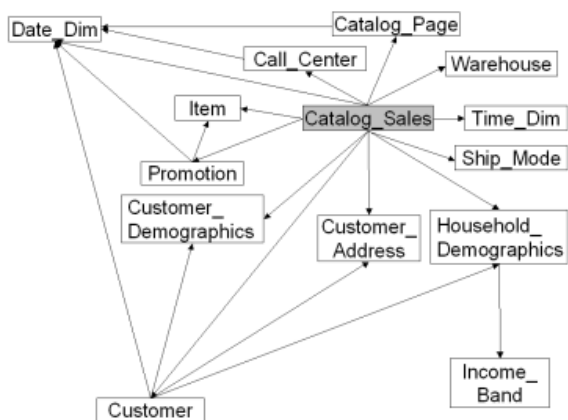 Date_Dim
Catalog_Page
Call_Center
Warehouse
Item
Catalog_Sales
Time_Dim
Ship_Mode
Promotion
Customer_
Demographics
Customer_
Address
Household_
Demographics
Income_
Band
Customer